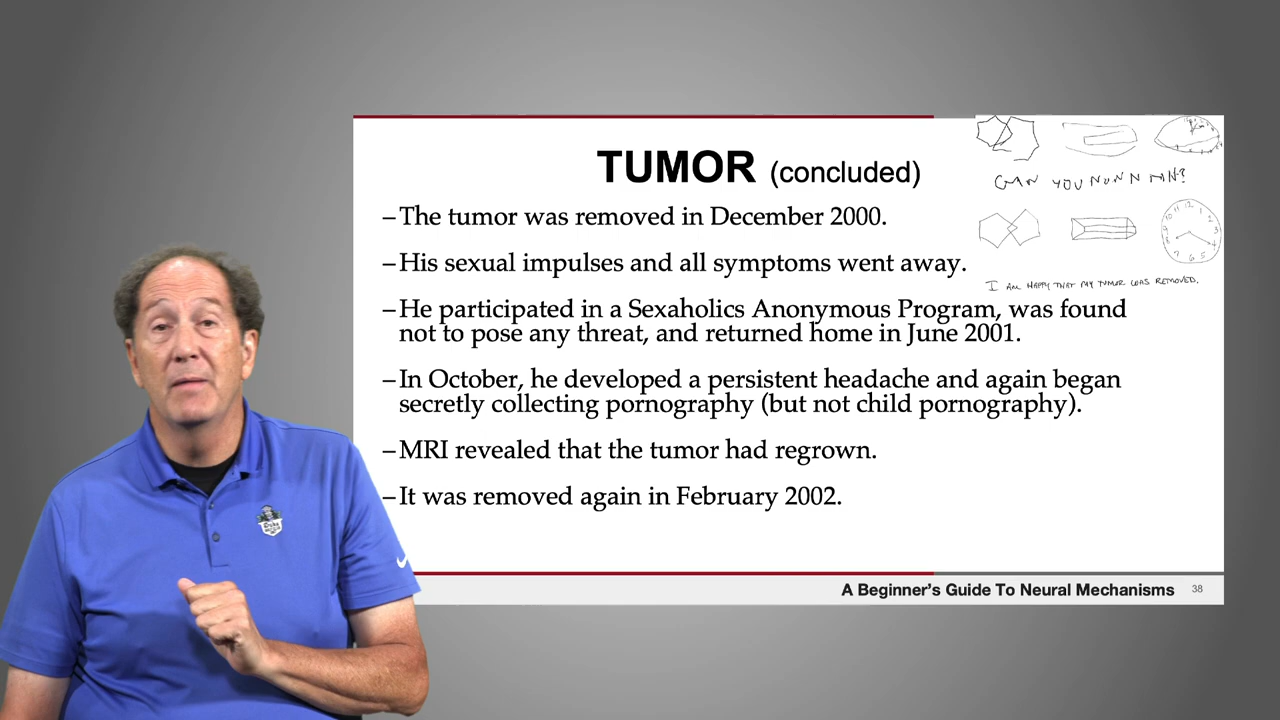 TUMOR (concluded)
–The tumor was removed in December 2000.
–His sexual impulses and all symptoms went away.
–He participated in a Sexaholics Anonymous Program, was found
not to pose any threat, and returned home in June 2001.
–In October, he developed a persistent headache and again began
secretly collecting pornography (but not child pornography).
–MRI revealed that the tumor had regrown.
–It was removed again in February 2002.
YOU
I AM HAPPY THAT MY TUMOR WAS REMOVED.
A Beginner's Guide To Neural Mechanisms 38